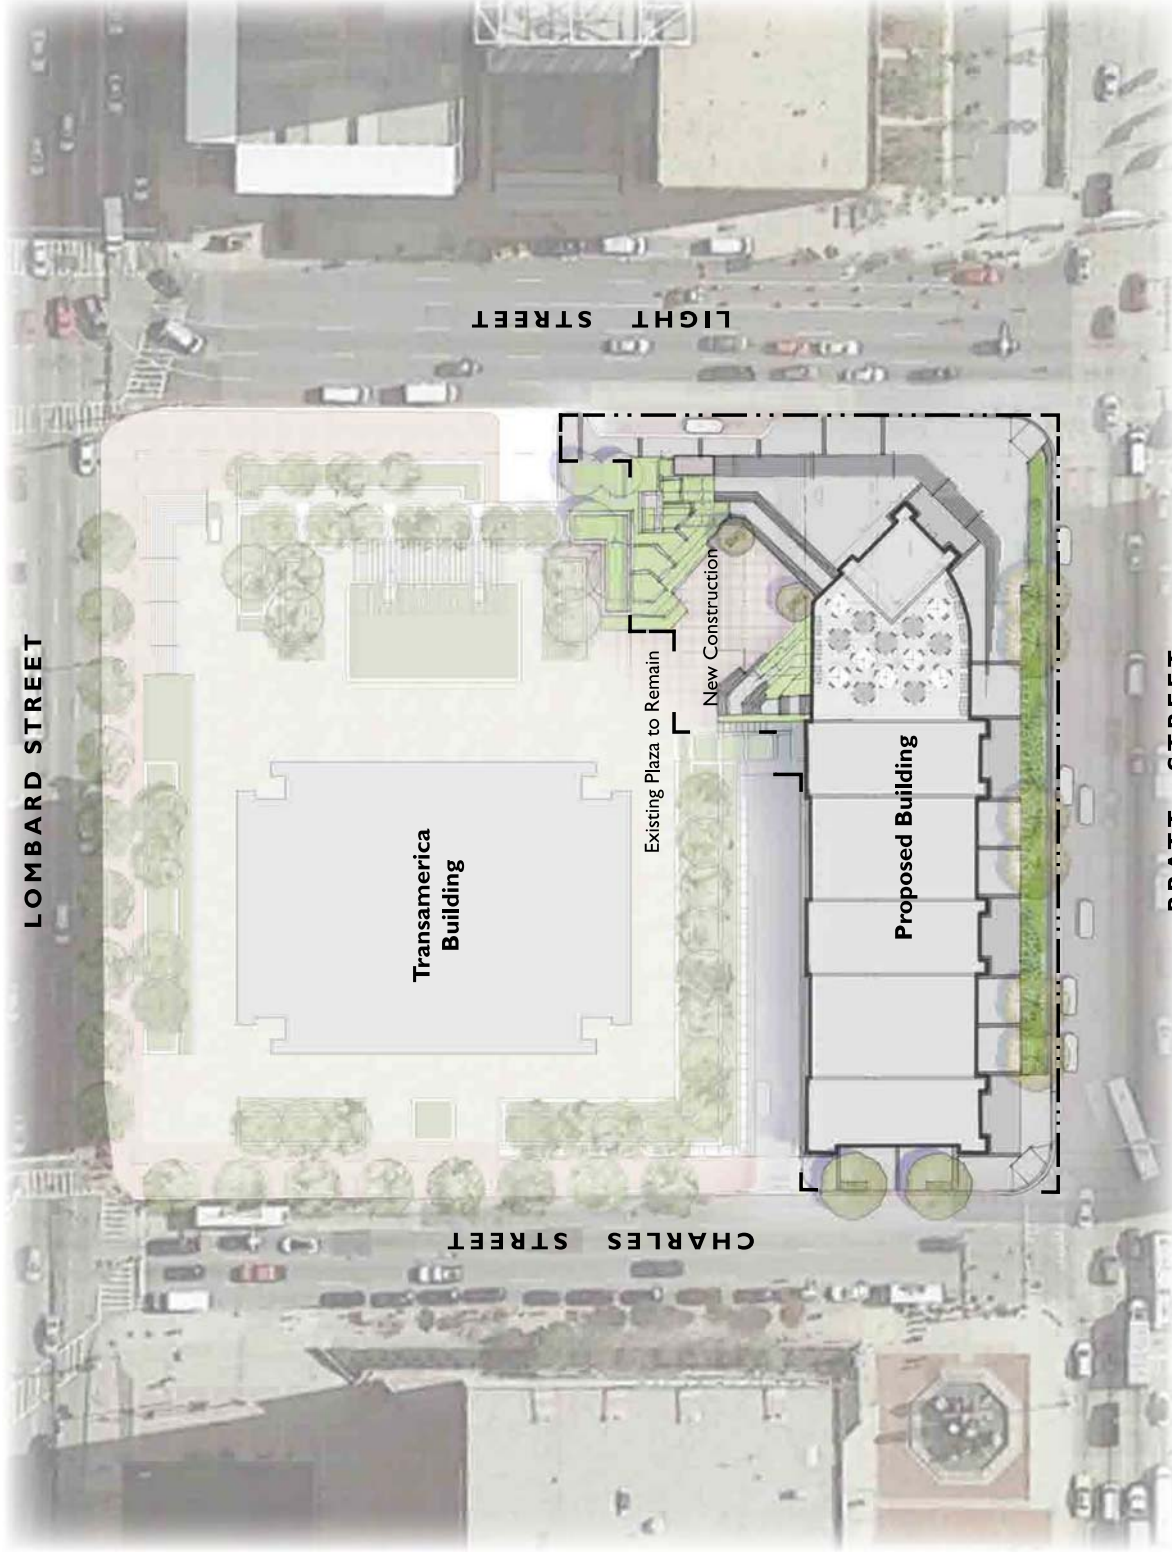 LOMBARD STREET
LIGHT STREET
CHARLES STREET
Transamerica
Building
Existing Plaza to Remain
New Construction
Proposed Building